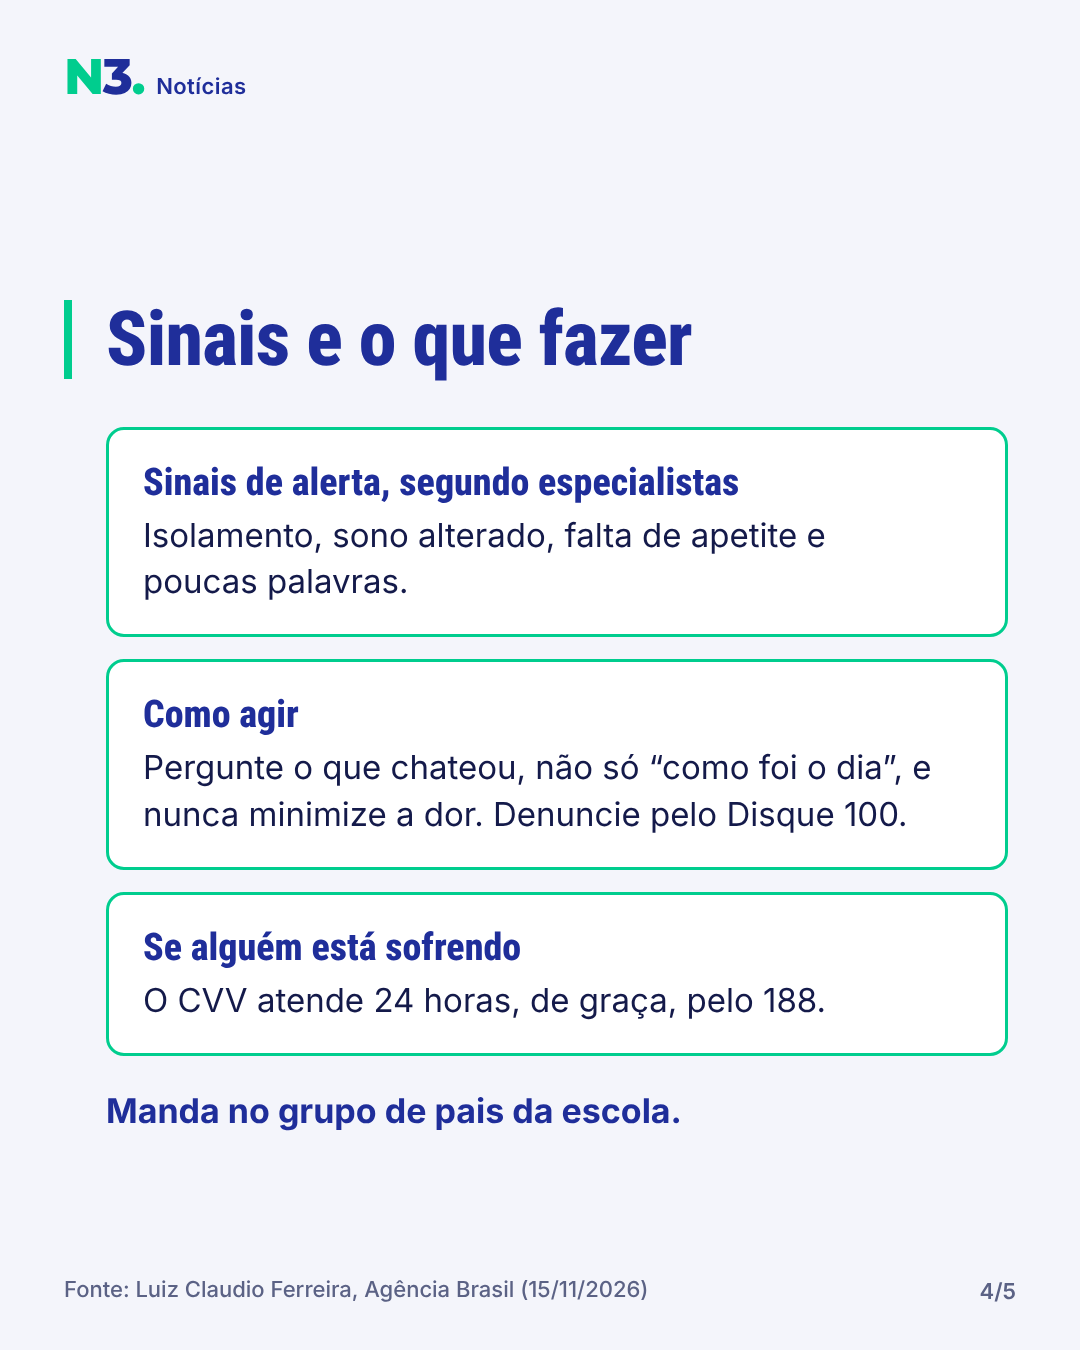 N3. Notícias
Sinais e o que fazer
Sinais de alerta, segundo especialistas
Isolamento, sono alterado, falta de apetite e
poucas palavras.
Como agir
Pergunte o que chateou, não só “como foi o dia”, e
nunca minimize a dor. Denuncie pelo Disque 100.
Se alguém está sofrendo
O CVV atende 24 horas, de graça, pelo 188.
Manda no grupo de pais da escola.
Fonte: Luiz Claudio Ferreira, Agência Brasil (15/11/2026)
4/5